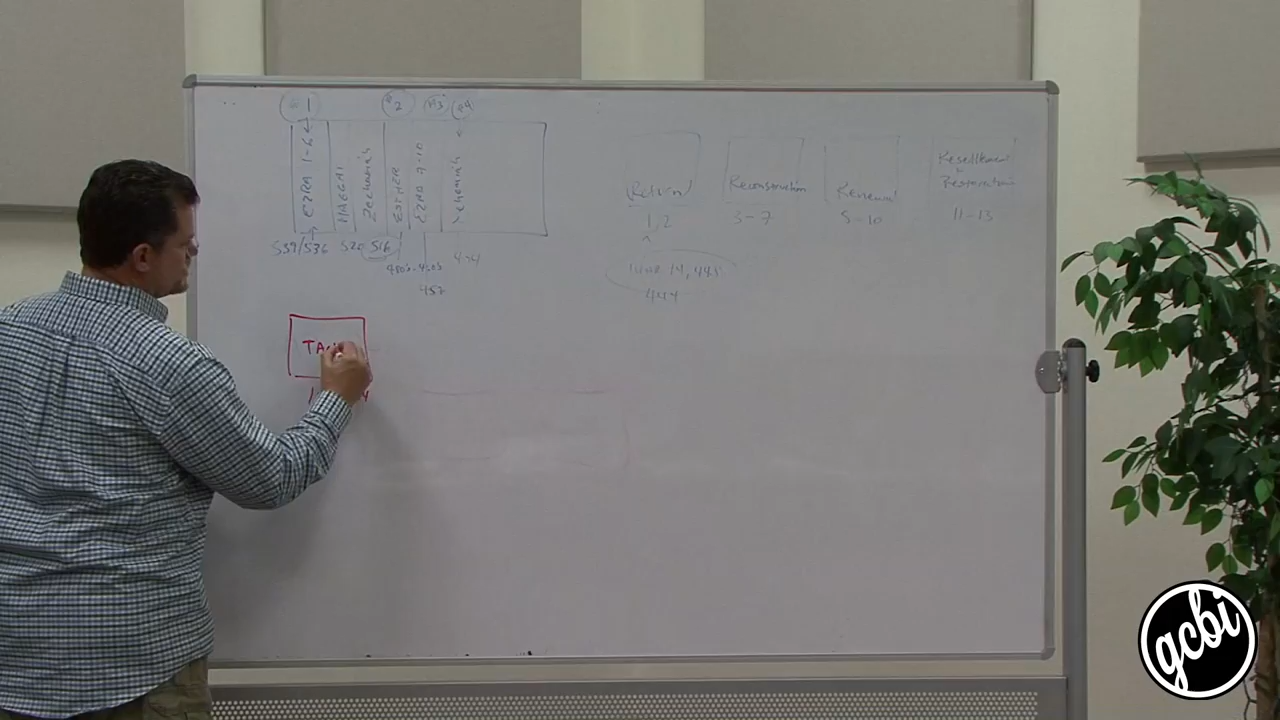 1
2
#3
#4
EZRA 1-6
HAGGAI
Zechariah
ESTHER
EZRA 7-10
Nehemiah
539/536
520
516
480's-450s
457
444
Return
Reconstruction
Renewal
Resettlement
+
Restoration
1,2
3-7
8-10
11-13
444
gcbi